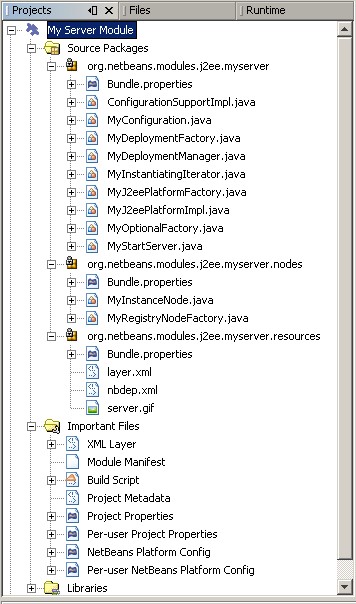 Projects Files Runtime
My Server Module
Source Packages
org.netbeans.modules.j2ee.myserver
Bundle.properties
ConfigurationSupportImpl.java
MyConfiguration.java
MyDeploymentFactory.java
MyDeploymentManager.java
MyInstantiatingIterator.java
MyJ2eePlatformFactory.java
MyJ2eePlatformImpl.java
MyOptionalFactory.java
MyStartServer.java
org.netbeans.modules.j2ee.myserver.nodes
Bundle.properties
MyInstanceNode.java
MyRegistryNodeFactory.java
org.netbeans.modules.j2ee.myserver.resources
Bundle.properties
layer.xml
nbdep.xml
server.gif
Important Files
XML Layer
Module Manifest
Build Script
Project Metadata
Project Properties
Per-user Project Properties
NetBeans Platform Config
Per-user NetBeans Platform Config
Libraries